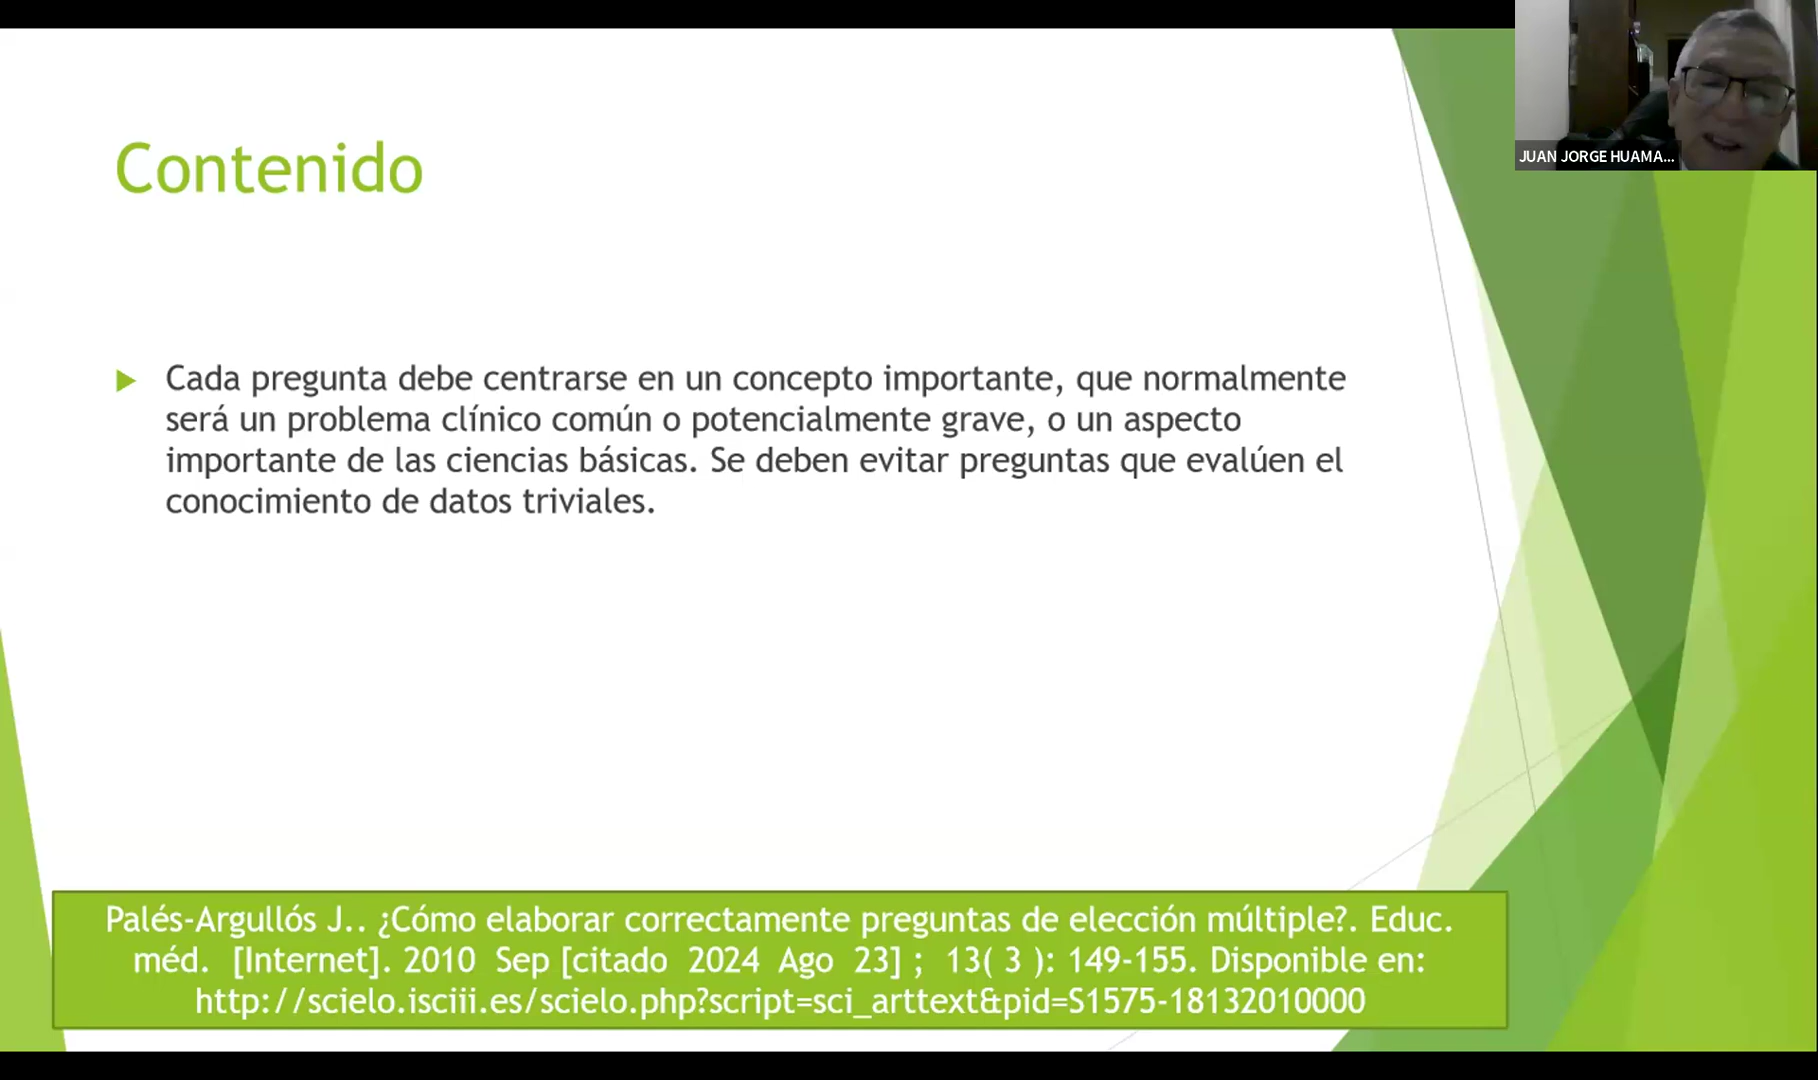 JUAN JORGE HUAMA...
Contenido
Cada pregunta debe centrarse en un concepto importante, que normalmente
será un problema clínico común o potencialmente grave, o un aspecto
importante de las ciencias básicas. Se deben evitar preguntas que evalúen el
conocimiento de datos triviales.
Palés-Argullós J.. ¿Cómo elaborar correctamente preguntas de elección múltiple?. Educ.
méd. [Internet]. 2010 Sep [citado 2024 Ago 23] ; 13( 3 ): 149-155. Disponible en:
http://scielo.isciii.es/scielo.php?script=sci_arttext&pid=S1575-18132010000